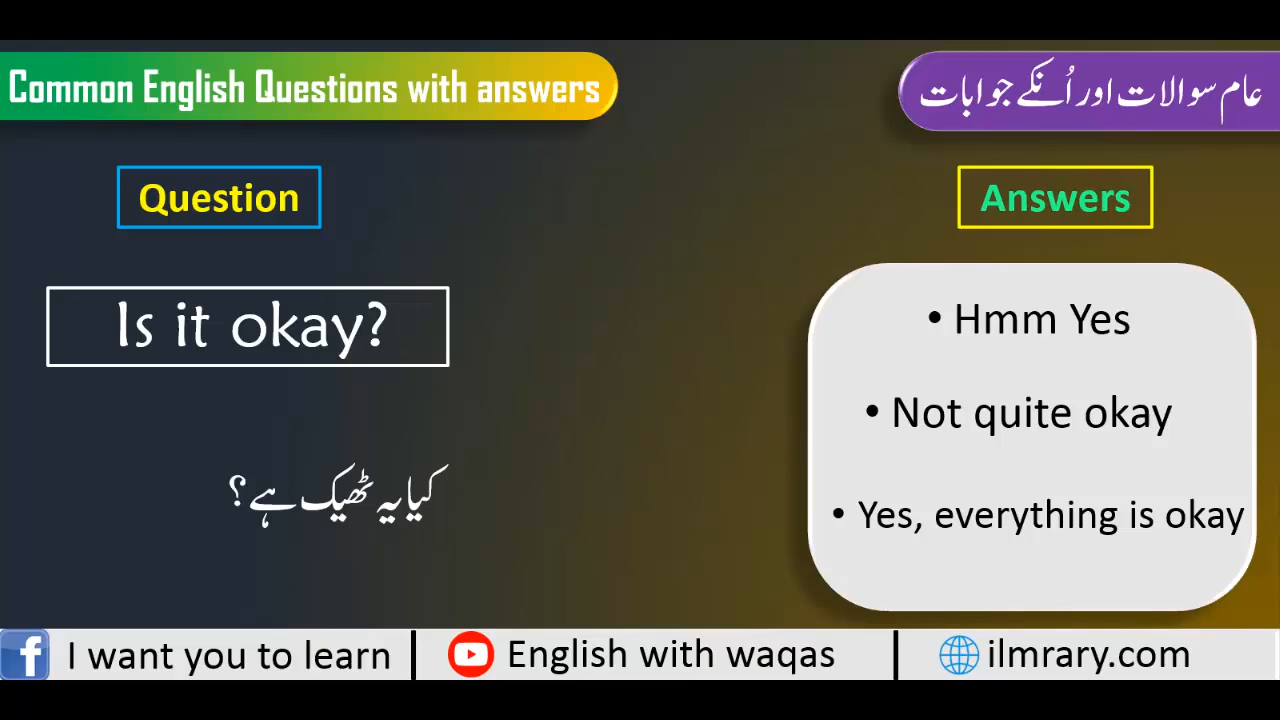 Common English Questions with answers
عام سوالات اور اُنکے جوابات
Question
Answers
Is it okay?
کیا یہ ٹھیک ہے؟
• Hmm Yes
• Not quite okay
• Yes, everything is okay
f I want you to learn
English with waqas
ilmrary.com